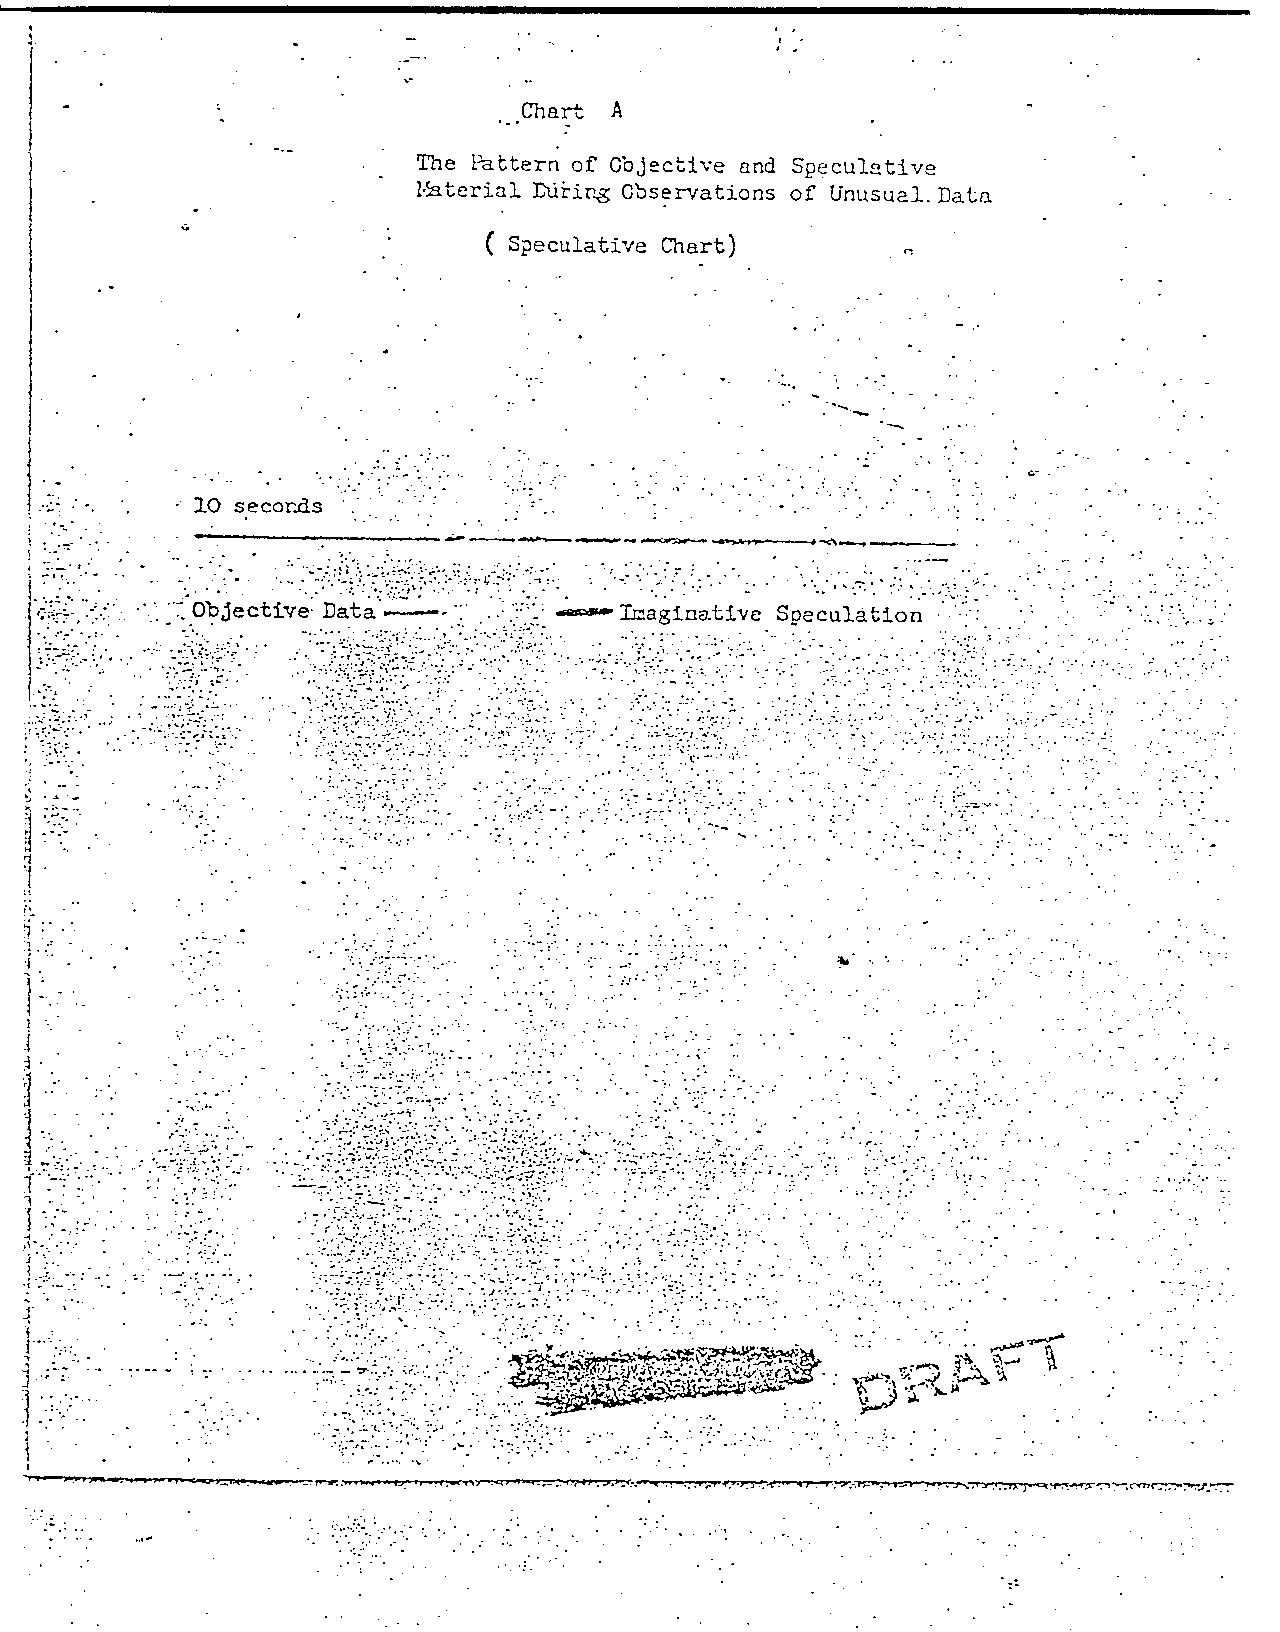 Chart A
The Pattern of Objective and Speculative
Material During Observations of Unusual Data
( Speculative Chart)
10 seconds
Objective Data
Imaginative Speculation
DRAFT